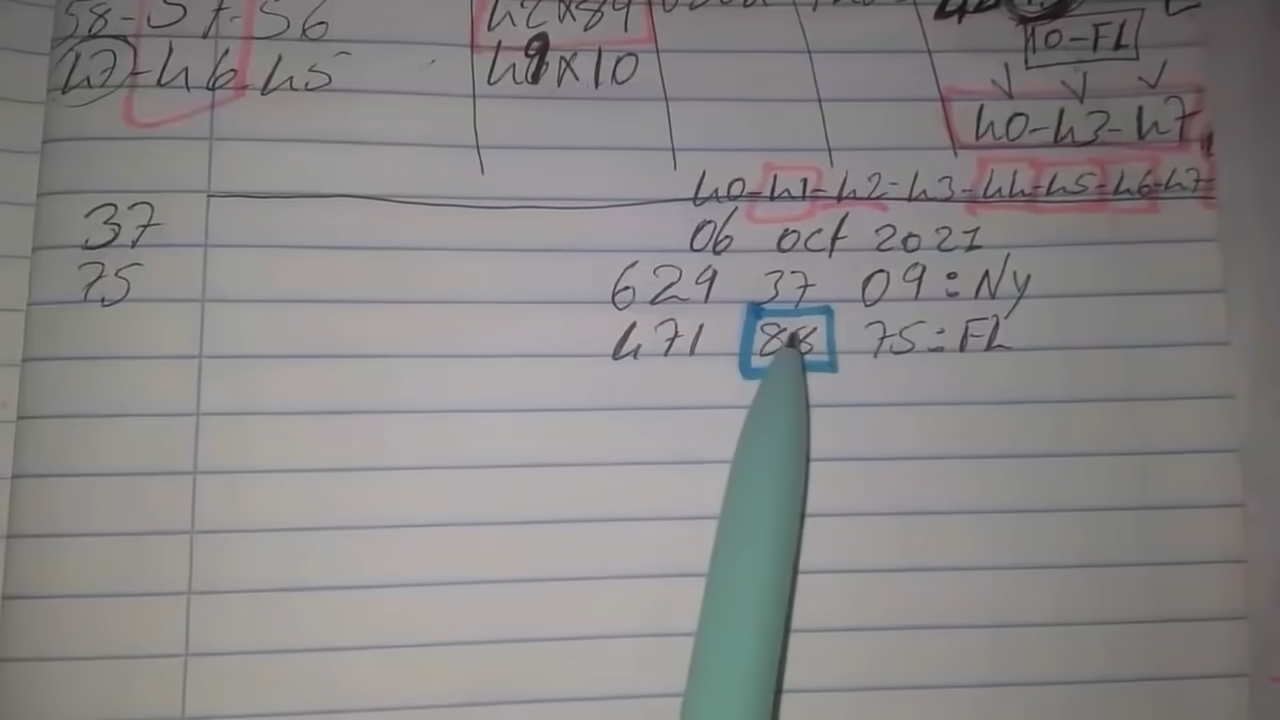 58-57-56
42x84
10-FL
47-46-45
48x10
40-43-47
40-41-42-43-44-45-46-47-
37
06 oct 2021
75
629 37 09:Ny
471 88 75:FL